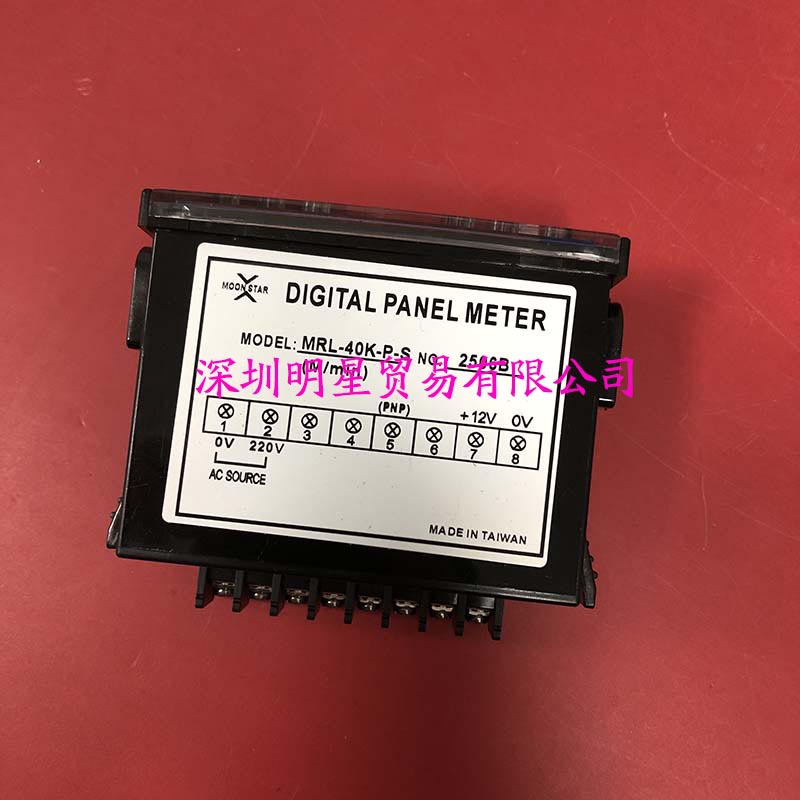 MOON STAR
DIGITAL PANEL METER
MODEL: MRL-40K-P-S NO.
(M/min)
深圳明星贸易有限公司
(PNP) +12V 0V
1 2 3 4 5 6 7 8
0V 220V
AC SOURCE
MADE IN TAIWAN